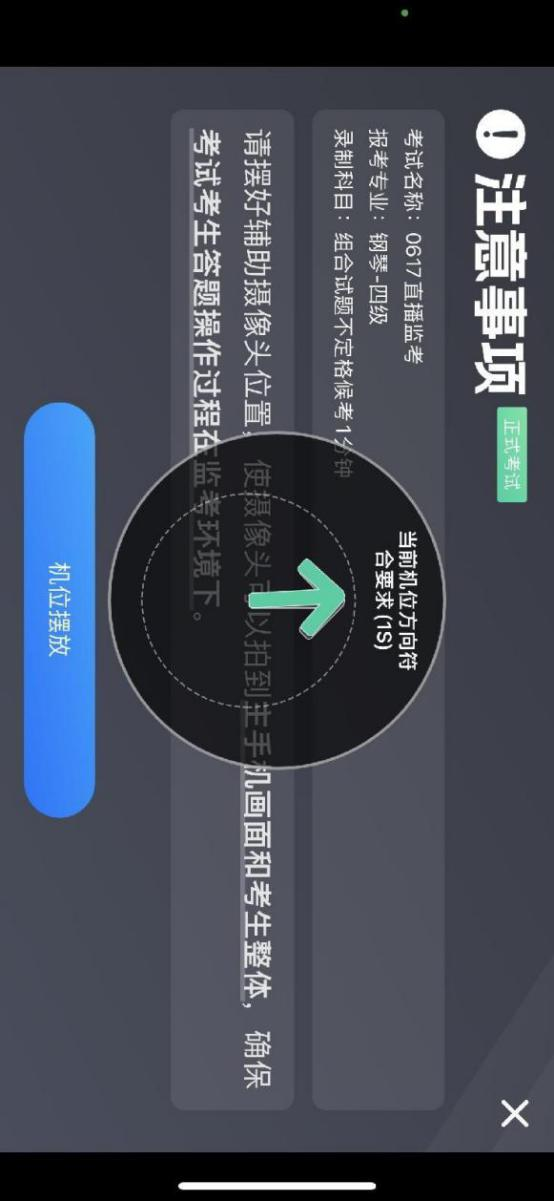 注意事项
正式考试
考试名称：0617直播监考
报考专业：钢琴-四级
录制科目：组合试题不定格候考1分钟
当前机位方向符
合要求(1S)
请摆好辅助摄像头位置，使摄像头可以拍到主手机画面和考生整体，确保
考试考生答题操作过程在监考环境下。
机位摆放